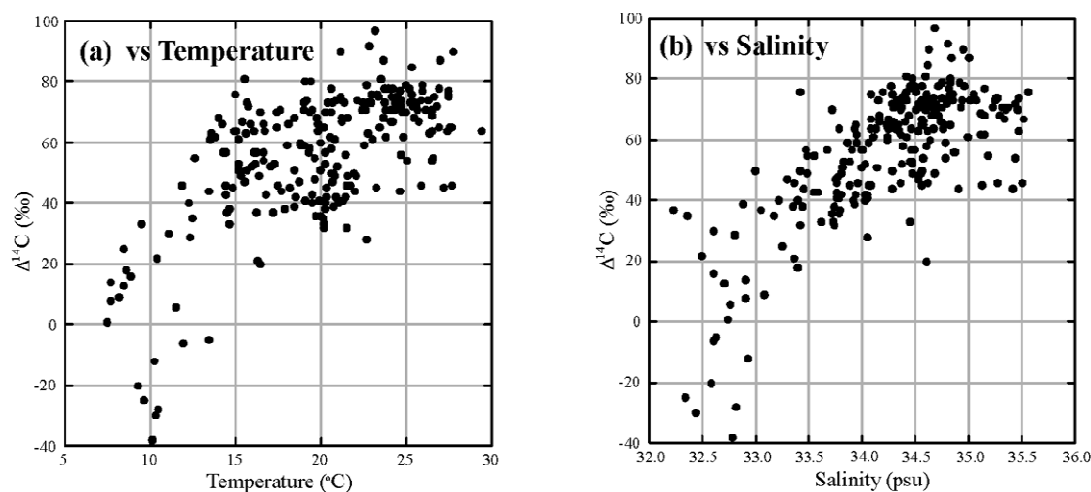 (a) vs Temperature
100
80
60
40
20
0
-20
-40
Δ¹⁴C (‰)
5 10 15 20 25 30
Temperature (°C)
(b) vs Salinity
100
80
60
40
20
0
-20
-40
Δ¹⁴C (‰)
32.0 32.5 33.0 33.5 34.0 34.5 35.0 35.5 36.0
Salinity (psu)